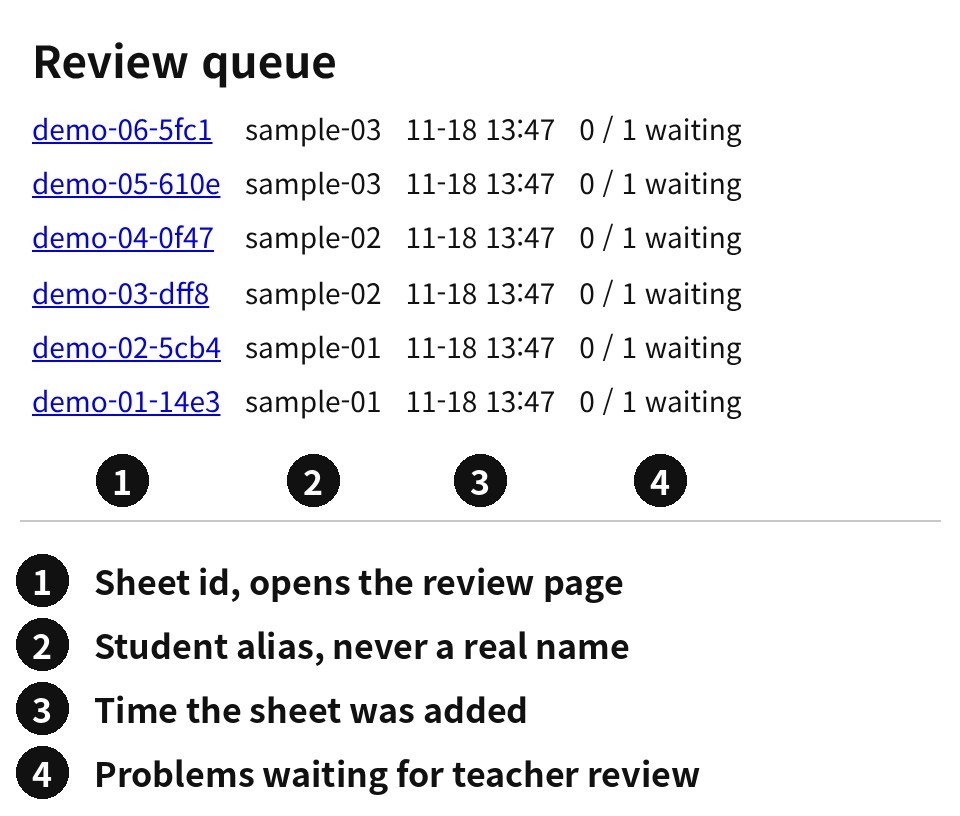 Review queue
demo-06-5fc1 sample-03 11-18 13:47 0 / 1 waiting
demo-05-610e sample-03 11-18 13:47 0 / 1 waiting
demo-04-0f47 sample-02 11-18 13:47 0 / 1 waiting
demo-03-dff8 sample-02 11-18 13:47 0 / 1 waiting
demo-02-5cb4 sample-01 11-18 13:47 0 / 1 waiting
demo-01-14e3 sample-01 11-18 13:47 0 / 1 waiting
1 2 3 4
1 Sheet id, opens the review page
2 Student alias, never a real name
3 Time the sheet was added
4 Problems waiting for teacher review